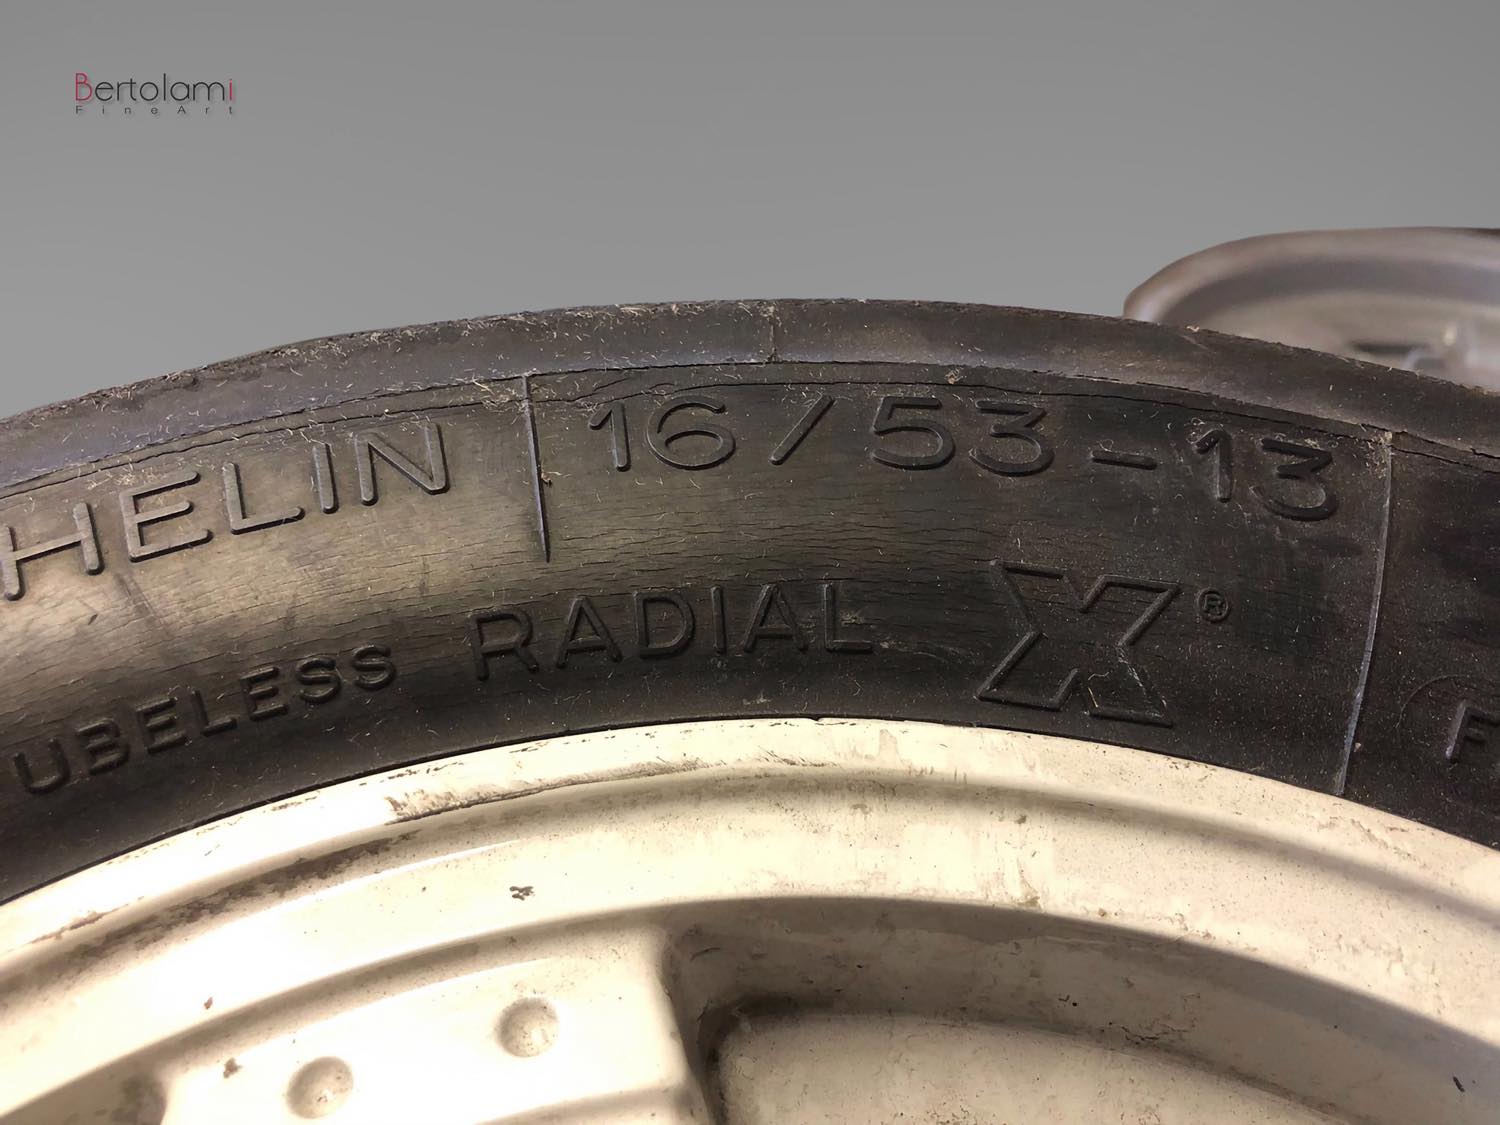 Bertolami
FineArt
HELIN 16/53-13
UBELESS RADIAL X®
F